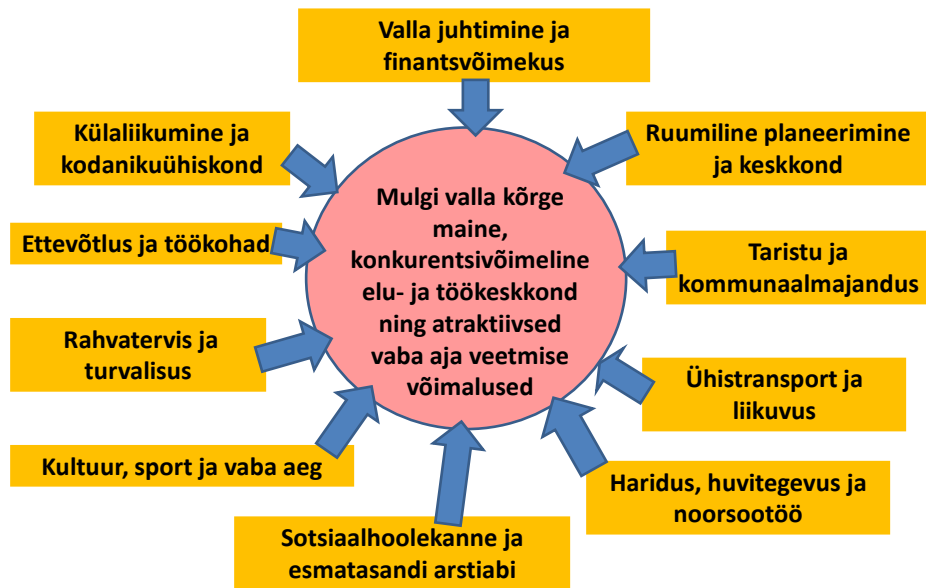 Valla juhtimine ja
finantsvõimekus
Ruumiline planeerimine
ja keskkond
Taristu ja
kommunaalmajandus
Ühistransport ja
liikuvus
Haridus, huvitegevus ja
noorsootöö
Sotsiaalhoolekanne ja
esmatasandi arstiabi
Kultuur, sport ja vaba aeg
Rahvatervis ja
turvalisus
Ettevõtlus ja töökohad
Külaliikumine ja
kodanikuühiskond
Mulgi valla kõrge
maine,
konkurentsivõimeline
elu- ja töökeskkond
ning atraktiivsed
vaba aja veetmise
võimalused